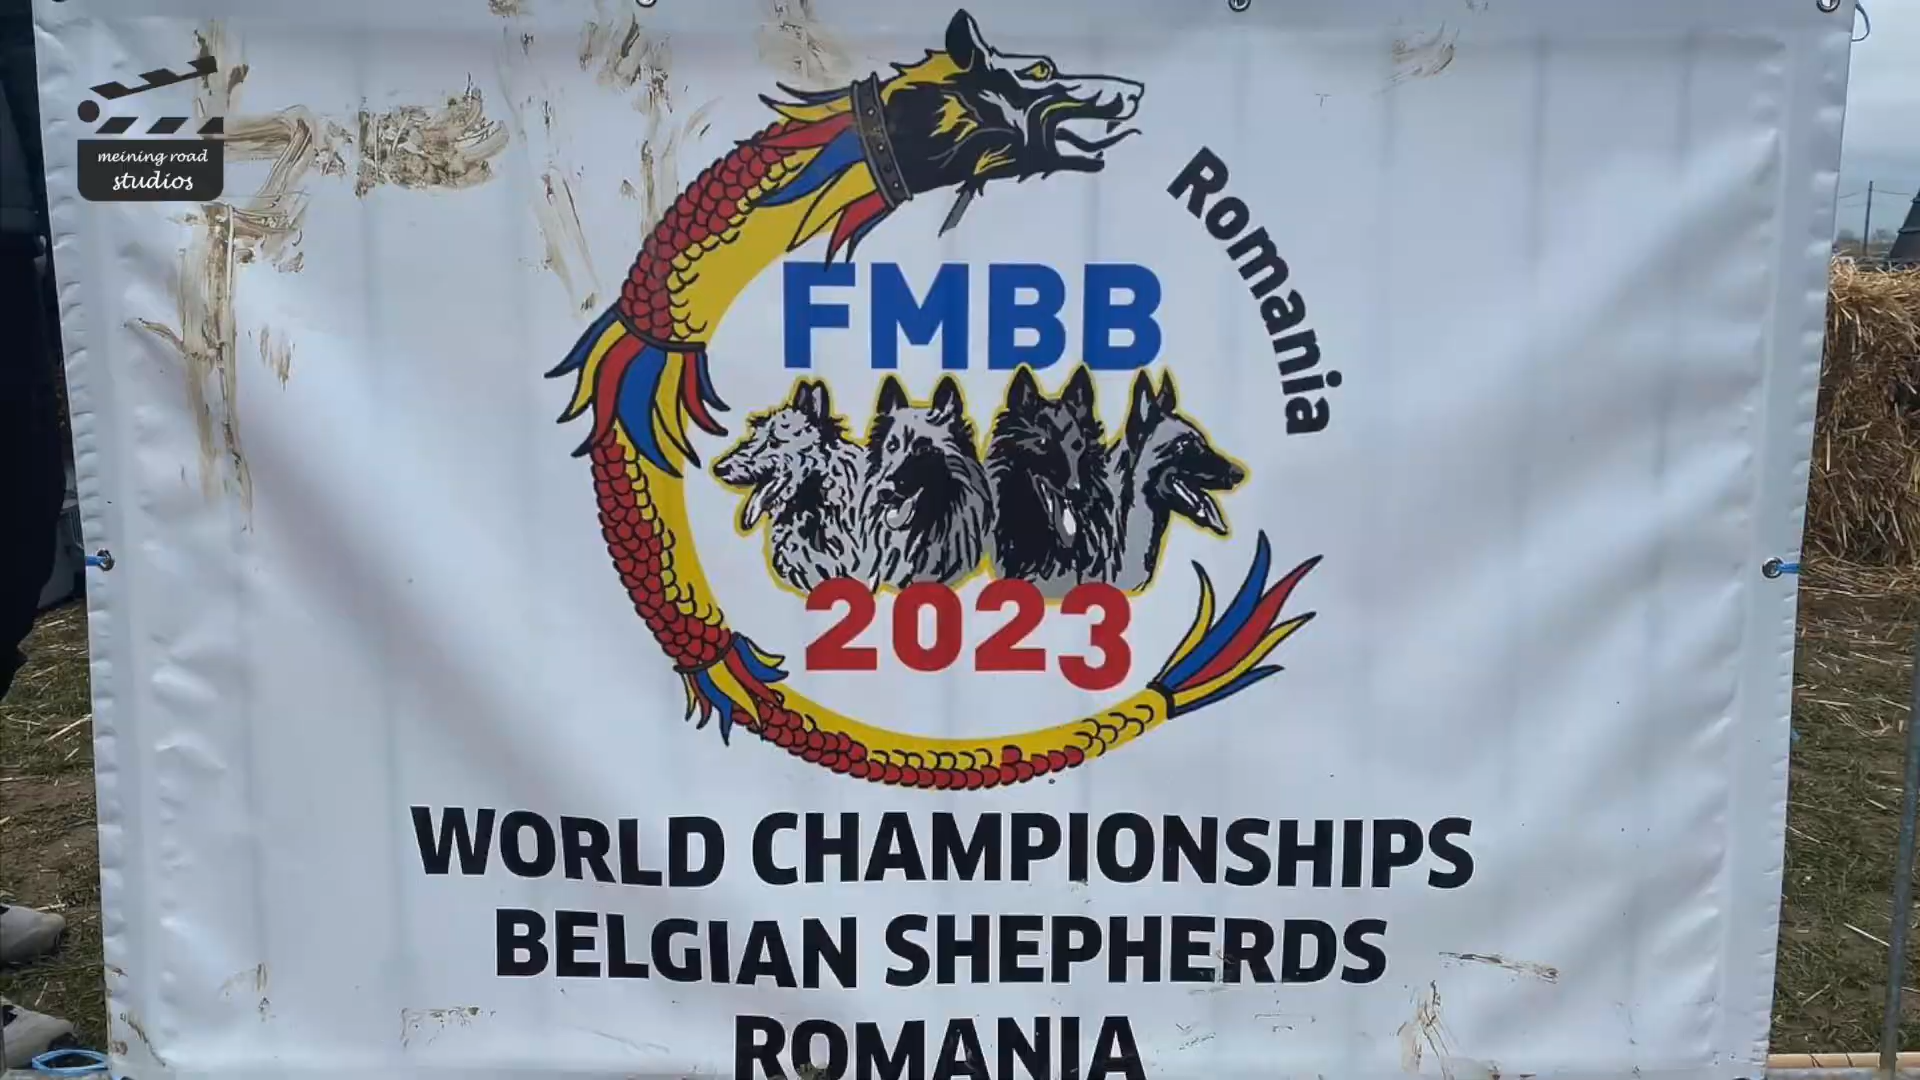 meining road
studios
Romania
FMBB
2023
WORLD CHAMPIONSHIPS
BELGIAN SHEPHERDS
ROMANIA